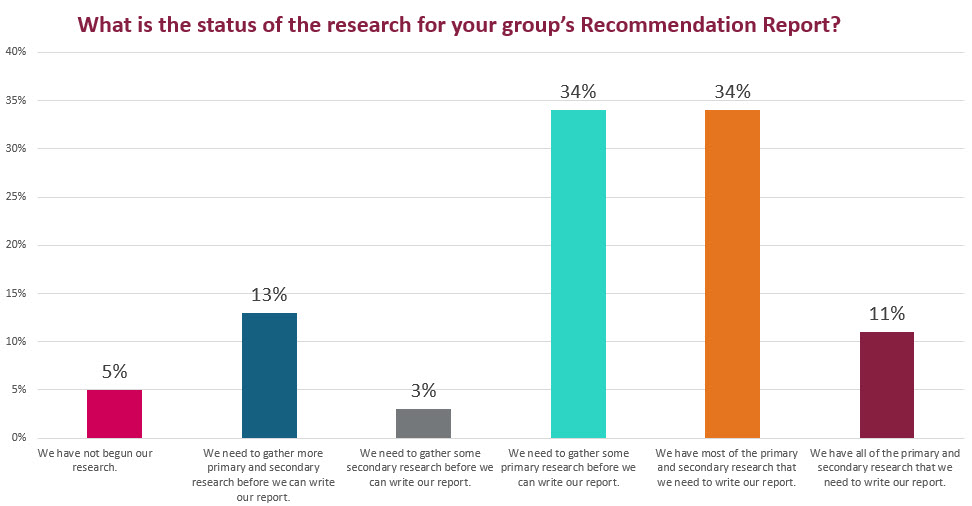 What is the status of the research for your group's Recommendation Report?
40%
35%
30%
25%
20%
15%
10%
5%
0%
5%
13%
3%
34%
34%
11%
We have not begun our
research.
We need to gather more
primary and secondary
research before we can write
our report.
We need to gather some
secondary research before we
can write our report.
We need to gather some
primary research before we
can write our report.
We have most of the primary
and secondary research that
we need to write our report.
We have all of the primary and
secondary research that we
need to write our report.